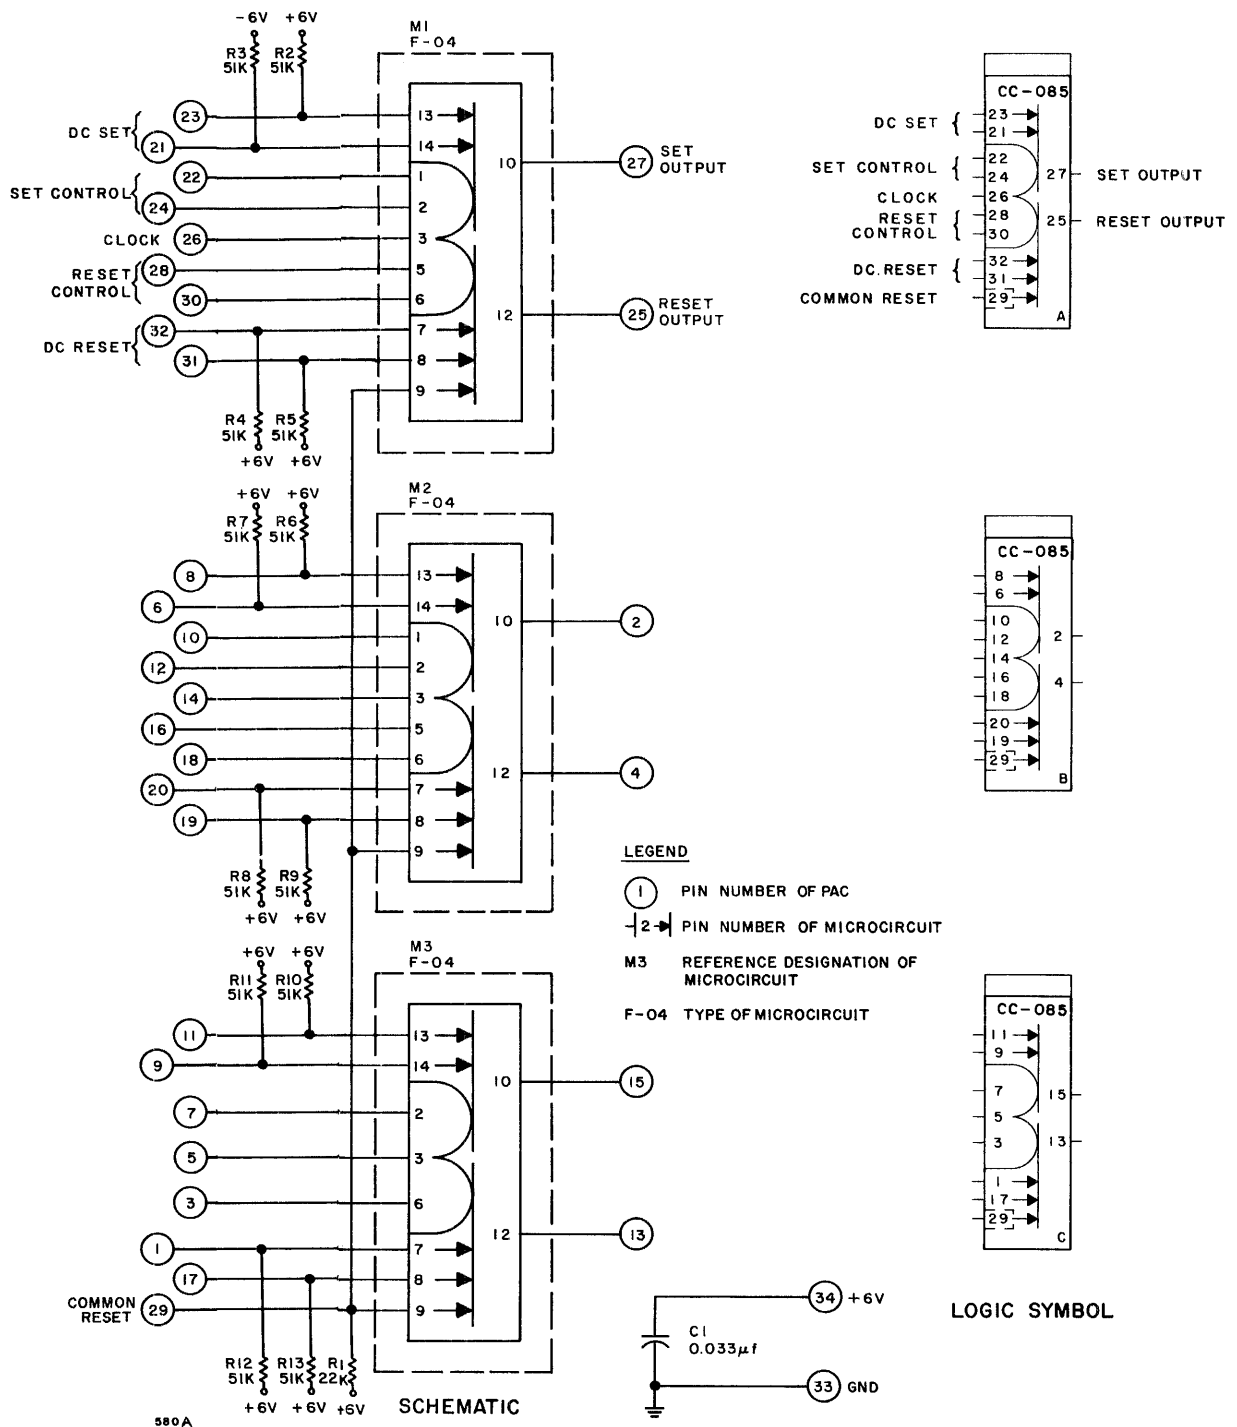 -6V +6V
R3 51K R2 51K
M1
F-04
DC SET
23
21
SET CONTROL
22
24
CLOCK 26
RESET CONTROL
28
30
DC RESET
32
31
13
14
1
2
3
5
6
7
8
9
10
12
27 SET OUTPUT
25 RESET OUTPUT
R4 51K R5 51K
+6V +6V
CC-085
DC SET
23
21
SET CONTROL
22
24
CLOCK 26
RESET CONTROL
28
30
DC.RESET
32
31
COMMON RESET 29
27 SET OUTPUT
25 RESET OUTPUT
A
+6V +6V
R7 51K R6 51K
M2
F-04
8
6
10
12
14
16
18
20
19
13
14
1
2
3
5
6
7
8
9
10
12
2
4
R8 51K R9 51K
+6V +6V
CC-085
8
6
10
12
14
16
18
20
19
29
2
4
B
LEGEND
1 PIN NUMBER OF PAC
2 PIN NUMBER OF MICROCIRCUIT
M3 REFERENCE DESIGNATION OF
MICROCIRCUIT
F-04 TYPE OF MICROCIRCUIT
+6V +6V
R11 51K R10 51K
M3
F-04
11
9
7
5
3
1
17
COMMON RESET 29
13
14
2
3
6
7
8
9
10
12
15
13
R12 51K R13 51K R1 22K
+6V +6V +6V
CC-085
11
9
7
5
3
1
17
29
15
13
C
34 +6V
C1
0.033µf
33 GND
SCHEMATIC
LOGIC SYMBOL
580A